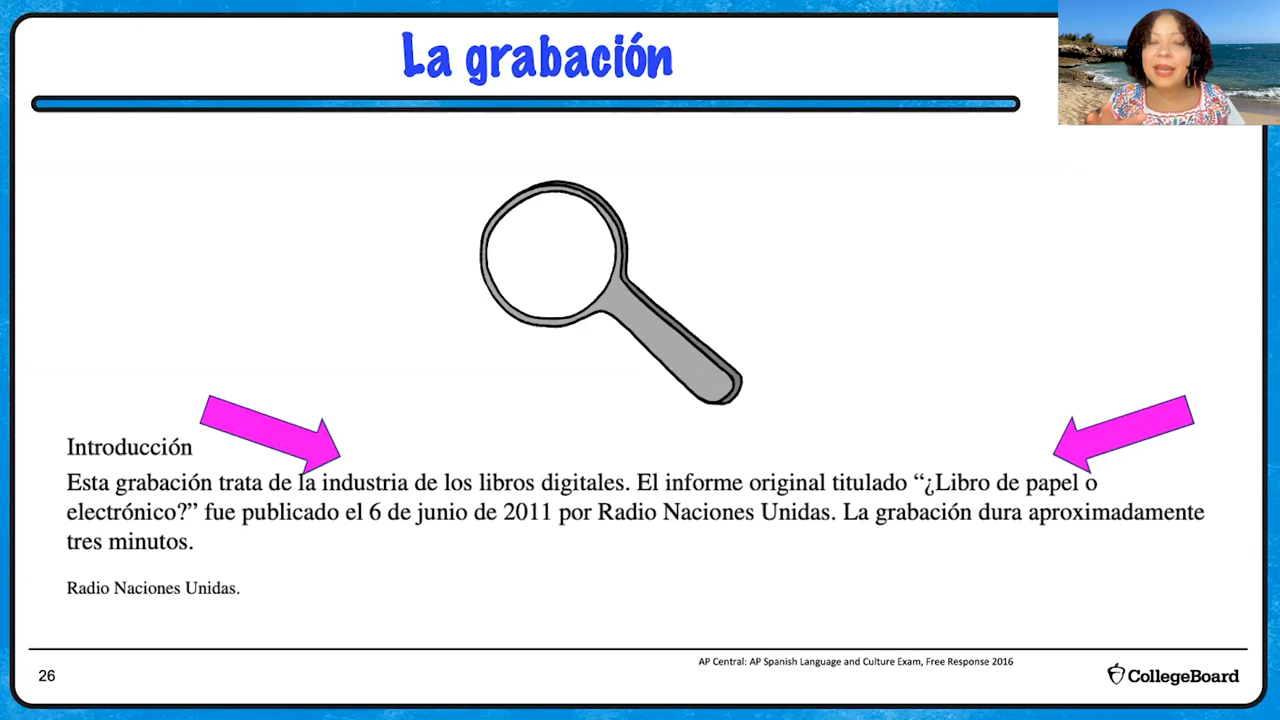 La grabación
Introducción
Esta grabación trata de la industria de los libros digitales. El informe original titulado “¿Libro de papel o
electrónico?” fue publicado el 6 de junio de 2011 por Radio Naciones Unidas. La grabación dura aproximadamente
tres minutos.
Radio Naciones Unidas.
AP Central: AP Spanish Language and Culture Exam, Free Response 2016
26
CollegeBoard